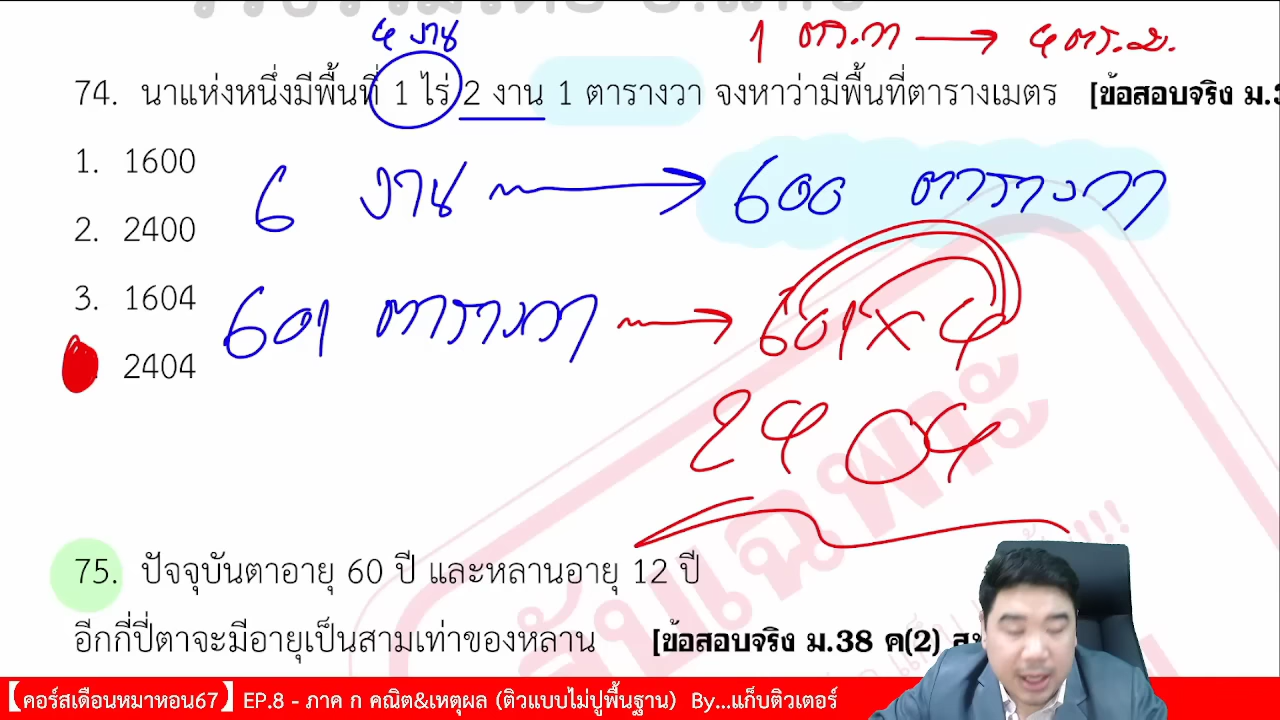 4 งาน
1 ตร.วา → 4 ตร.ม.
74. นาแห่งหนึ่งมีพื้นที่ 1 ไร่ 2 งาน 1 ตารางวา จงหาว่ามีพื้นที่ตารางเมตร [ข้อสอบจริง ม.3
1. 1600
6 งาน → 600 ตารางวา
2. 2400
3. 1604
601 ตารางวา → 601 x 4
2404
2404
75. ปัจจุบันตาอายุ 60 ปี และหลานอายุ 12 ปี
อีกกี่ปี่ตาจะมีอายุเป็นสามเท่าของหลาน [ข้อสอบจริง ม.38 ค(2)
【คอร์สเดือนหมาหอน67】EP.8 - ภาค ก คณิต&เหตุผล (ติวแบบไม่ปูพื้นฐาน) By...แก็บติวเตอร์